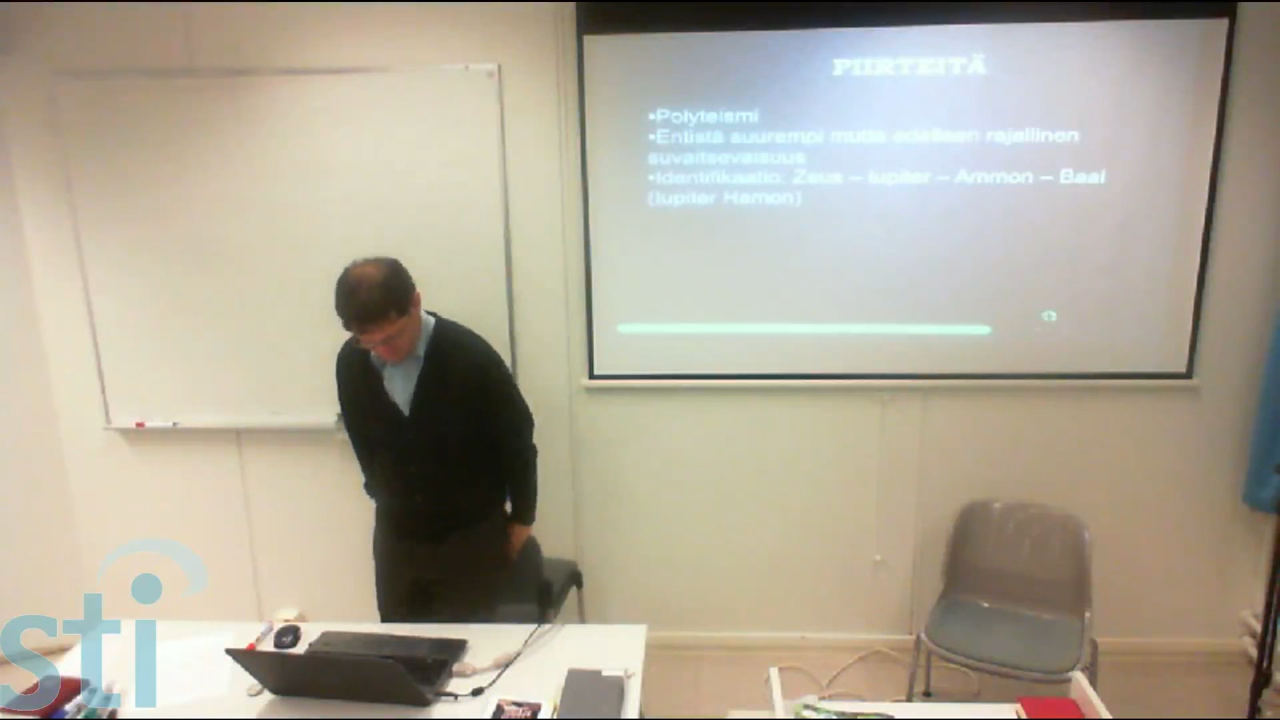 PIIRTEITÄ
•Polyteismi
•Entistä suurempi mutta edelleen rajallinen
suvaitsevaisuus
•Identifikaatio: Zeus – Iupiter – Ammon – Baal
(Iupiter Hamon)
sti